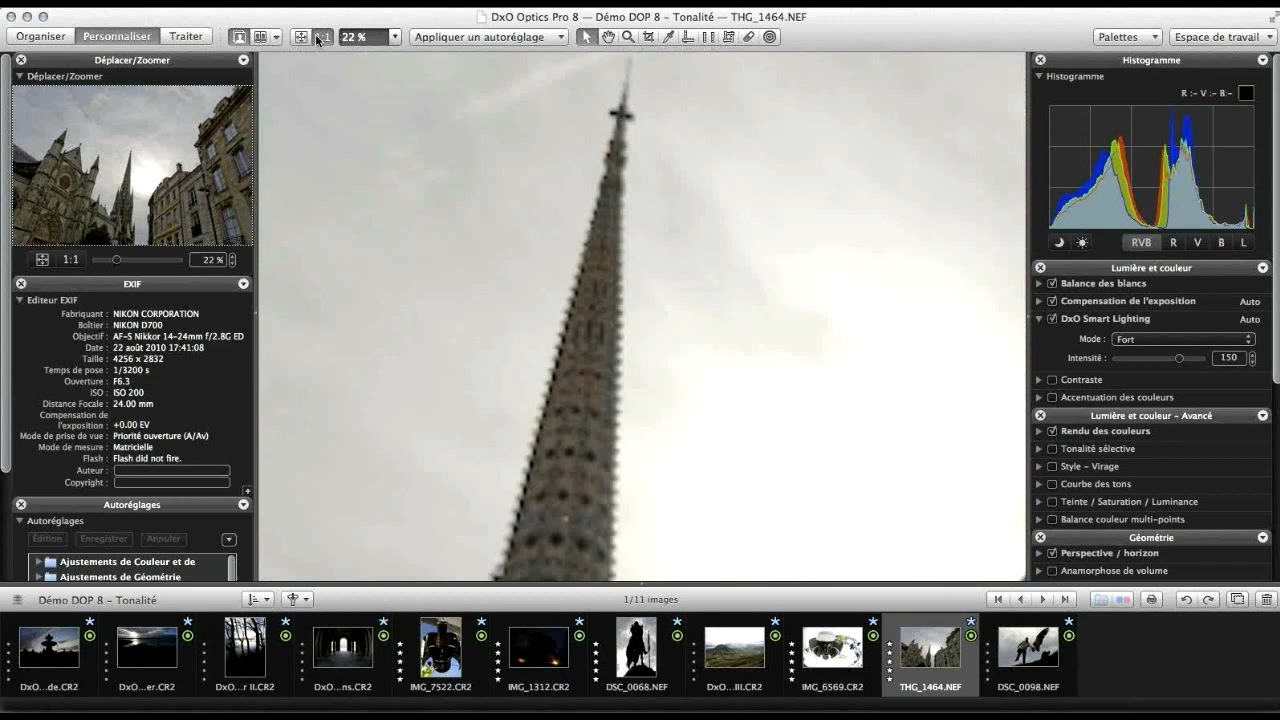 DxO Optics Pro 8 — Démo DOP 8 – Tonalité — THG_1464.NEF
Organiser Personnaliser Traiter 1:1 22 % Appliquer un autoréglage Palettes Espace de travail
Déplacer/Zoomer
Déplacer/Zoomer
1:1 22 %
EXIF
Editeur EXIF
Fabriquant : NIKON CORPORATION
Boîtier : NIKON D700
Objectif : AF-S Nikkor 14-24mm f/2.8G ED
Date : 22 août 2010 17:41:08
Taille : 4256 x 2832
Temps de pose : 1/3200 s
Ouverture : F6.3
ISO : ISO 200
Distance Focale : 24.00 mm
Compensation de
l'exposition : +0.00 EV
Mode de prise de vue : Priorité ouverture (A/Av)
Mode de mesure : Matricielle
Flash : Flash did not fire.
Auteur :
Copyright :
Autoréglages
Autoréglages
Édition Enregistrer Annuler
Ajustements de Couleur et de
Ajustements de Géométrie
Histogramme
Histogramme
R :- V :- B:-
RVB R V B L
Lumière et couleur
Balance des blancs
Compensation de l'exposition Auto
DxO Smart Lighting Auto
Mode : Fort
Intensité : 150
Contraste
Accentuation des couleurs
Lumière et couleur – Avancé
Rendu des couleurs
Tonalité sélective
Style – Virage
Courbe des tons
Teinte / Saturation / Luminance
Balance couleur multi-points
Géométrie
Perspective / horizon
Anamorphose de volume
Démo DOP 8 – Tonalité 1/11 images
DxO...de.CR2 DxO...er.CR2 DxO...r II.CR2 DxO...ns.CR2 IMG_7522.CR2 IMG_1312.CR2 DSC_0068.NEF DxO...III.CR2 IMG_6569.CR2 THG_1464.NEF DSC_0098.NEF